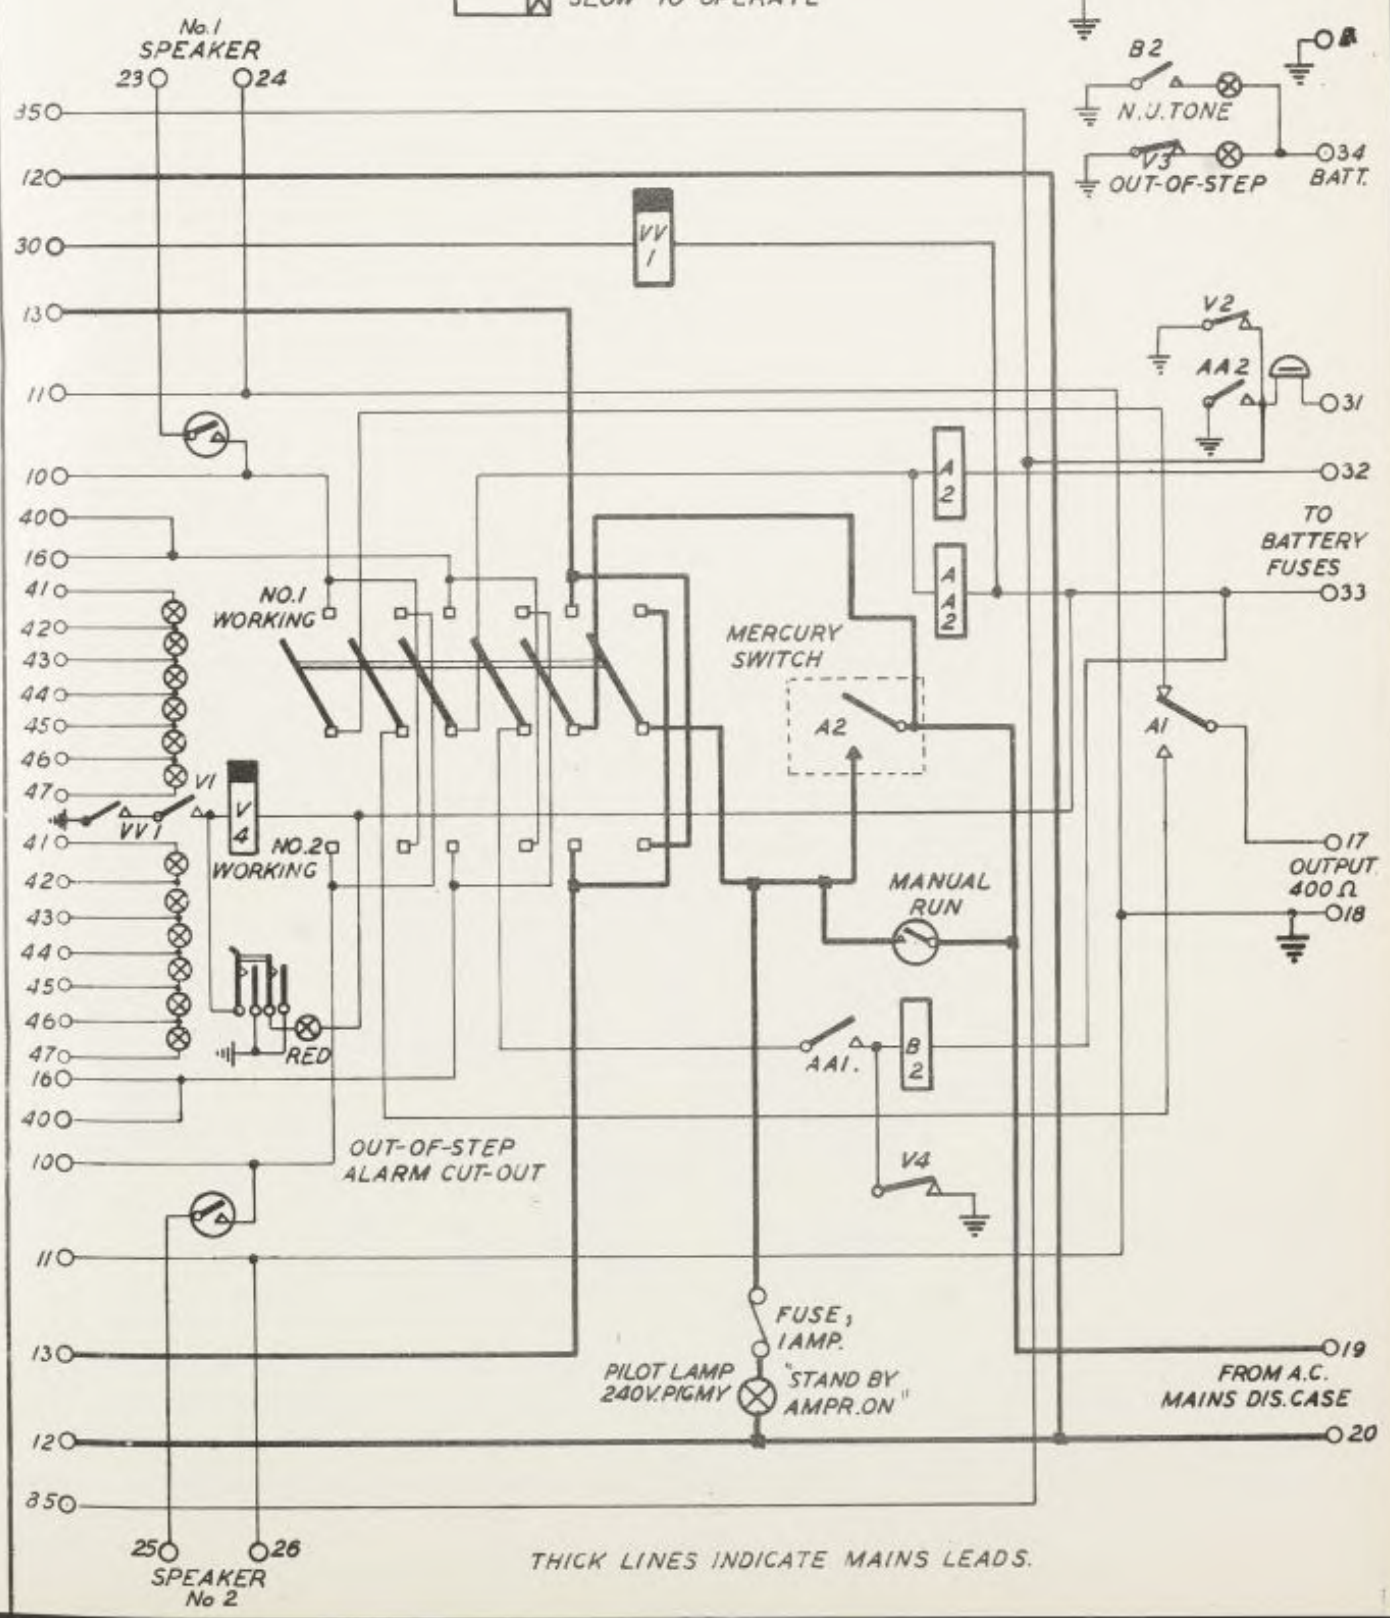 SLOW TO OPERATE
No.1
SPEAKER
23 24
B2
N.U.TONE
V3
34
OUT-OF-STEP
BATT.
12
30
VV
1
13
V2
AA2
31
11
10
A
2
32
40
TO
BATTERY
FUSES
16
41
NO.1
WORKING
A
A
2
33
42
43
44
45
46
47
MERCURY
SWITCH
A2
A1
V1
VV1
V
4
NO.2
WORKING
41
42
43
44
45
46
47
16
40
10
MANUAL
RUN
17
OUTPUT
400Ω
18
RED
AA1.
B
2
OUT-OF-STEP
ALARM CUT-OUT
V4
11
FUSE,
1AMP.
13
19
PILOT LAMP
240V.PIGMY
"STAND BY
AMPR.ON"
FROM A.C.
MAINS DIS.CASE
12
20
25 26
SPEAKER
No 2
THICK LINES INDICATE MAINS LEADS.